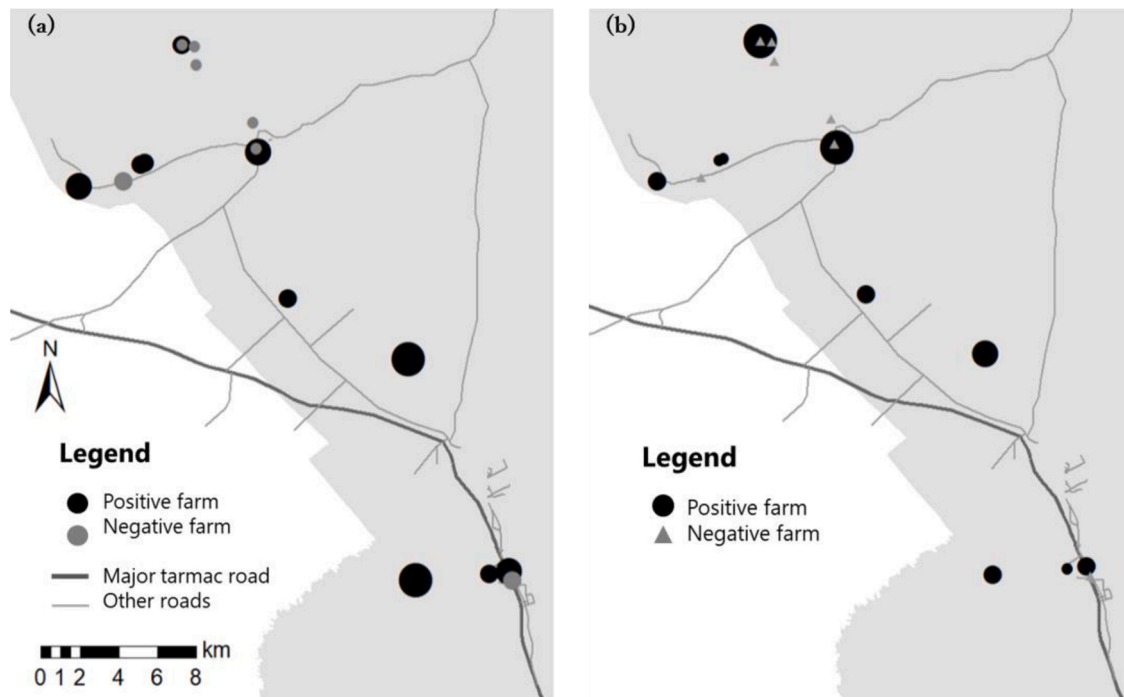 (a)
N
Legend
Positive farm
Negative farm
Major tarmac road
Other roads
km
0 1 2 4 6 8
(b)
Legend
Positive farm
Negative farm